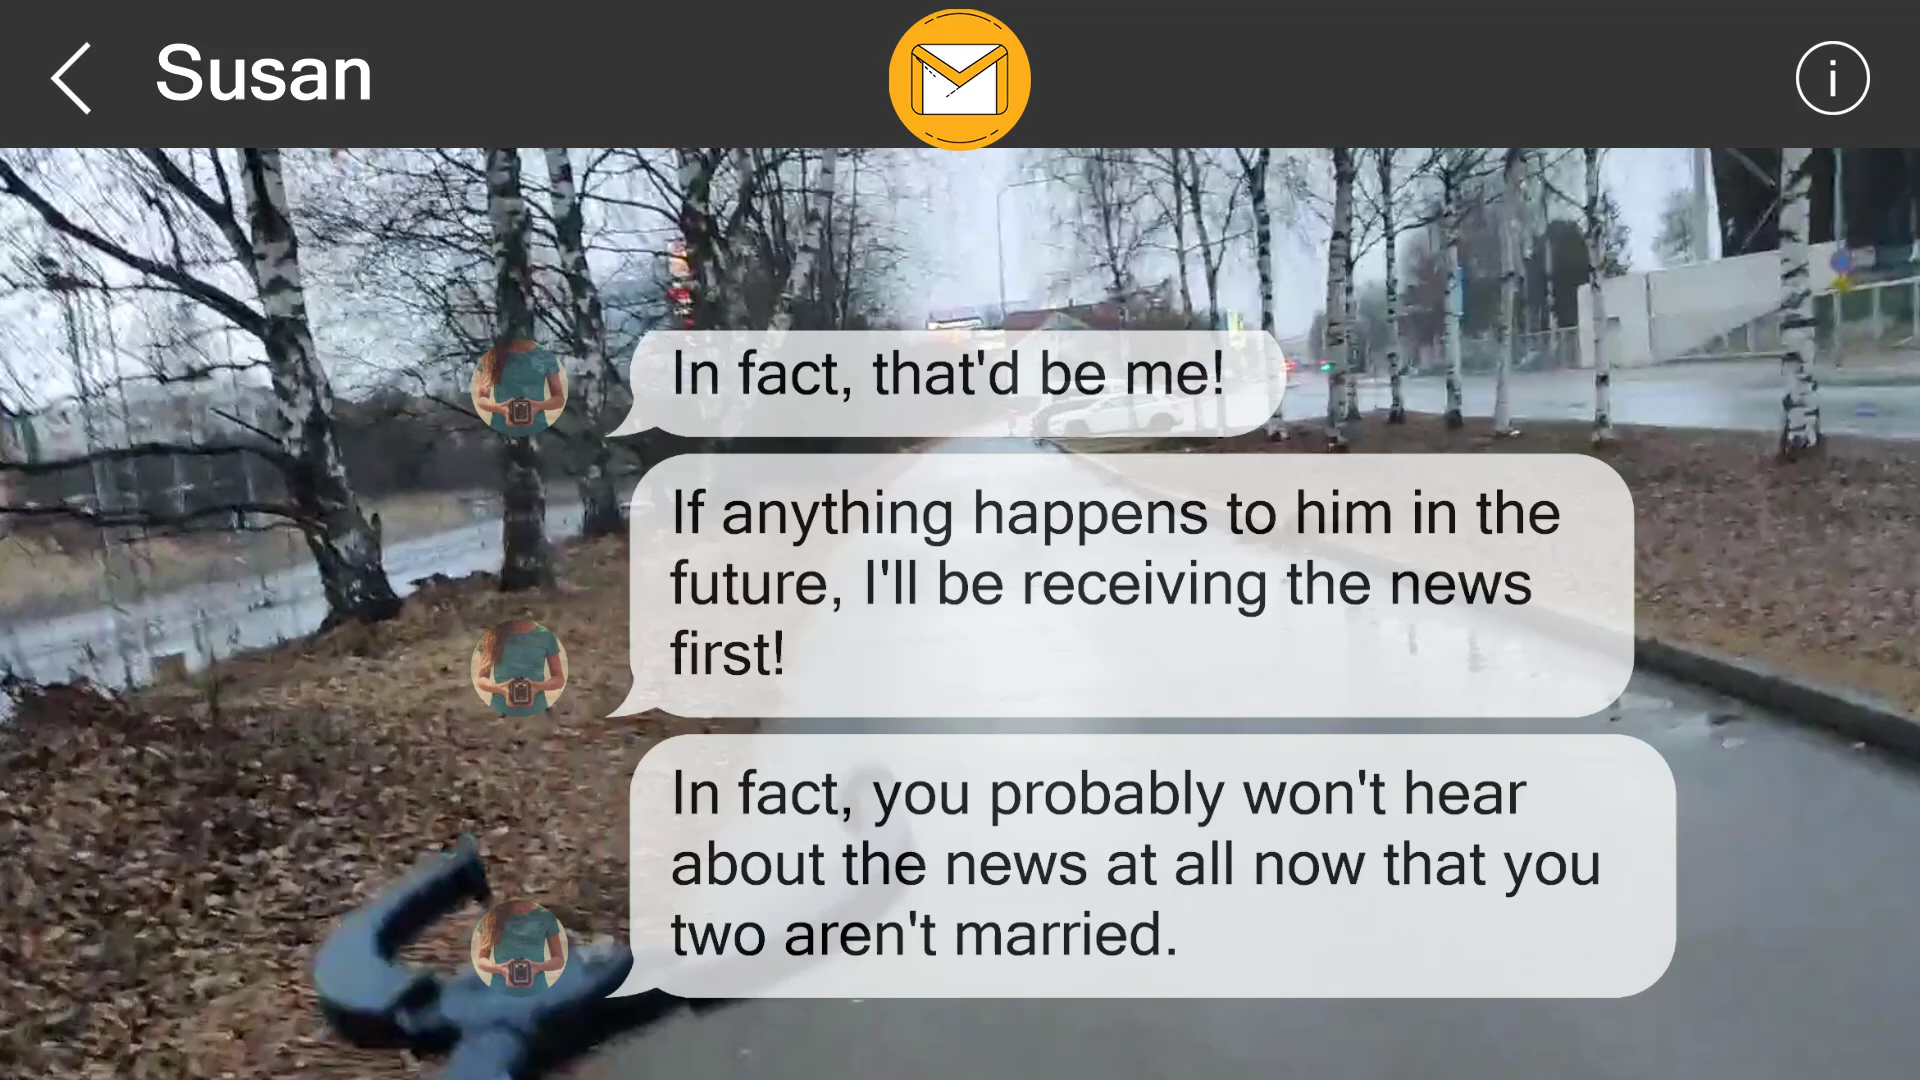 Susan
In fact, that'd be me!
If anything happens to him in the
future, I'll be receiving the news
first!
In fact, you probably won't hear
about the news at all now that you
two aren't married.